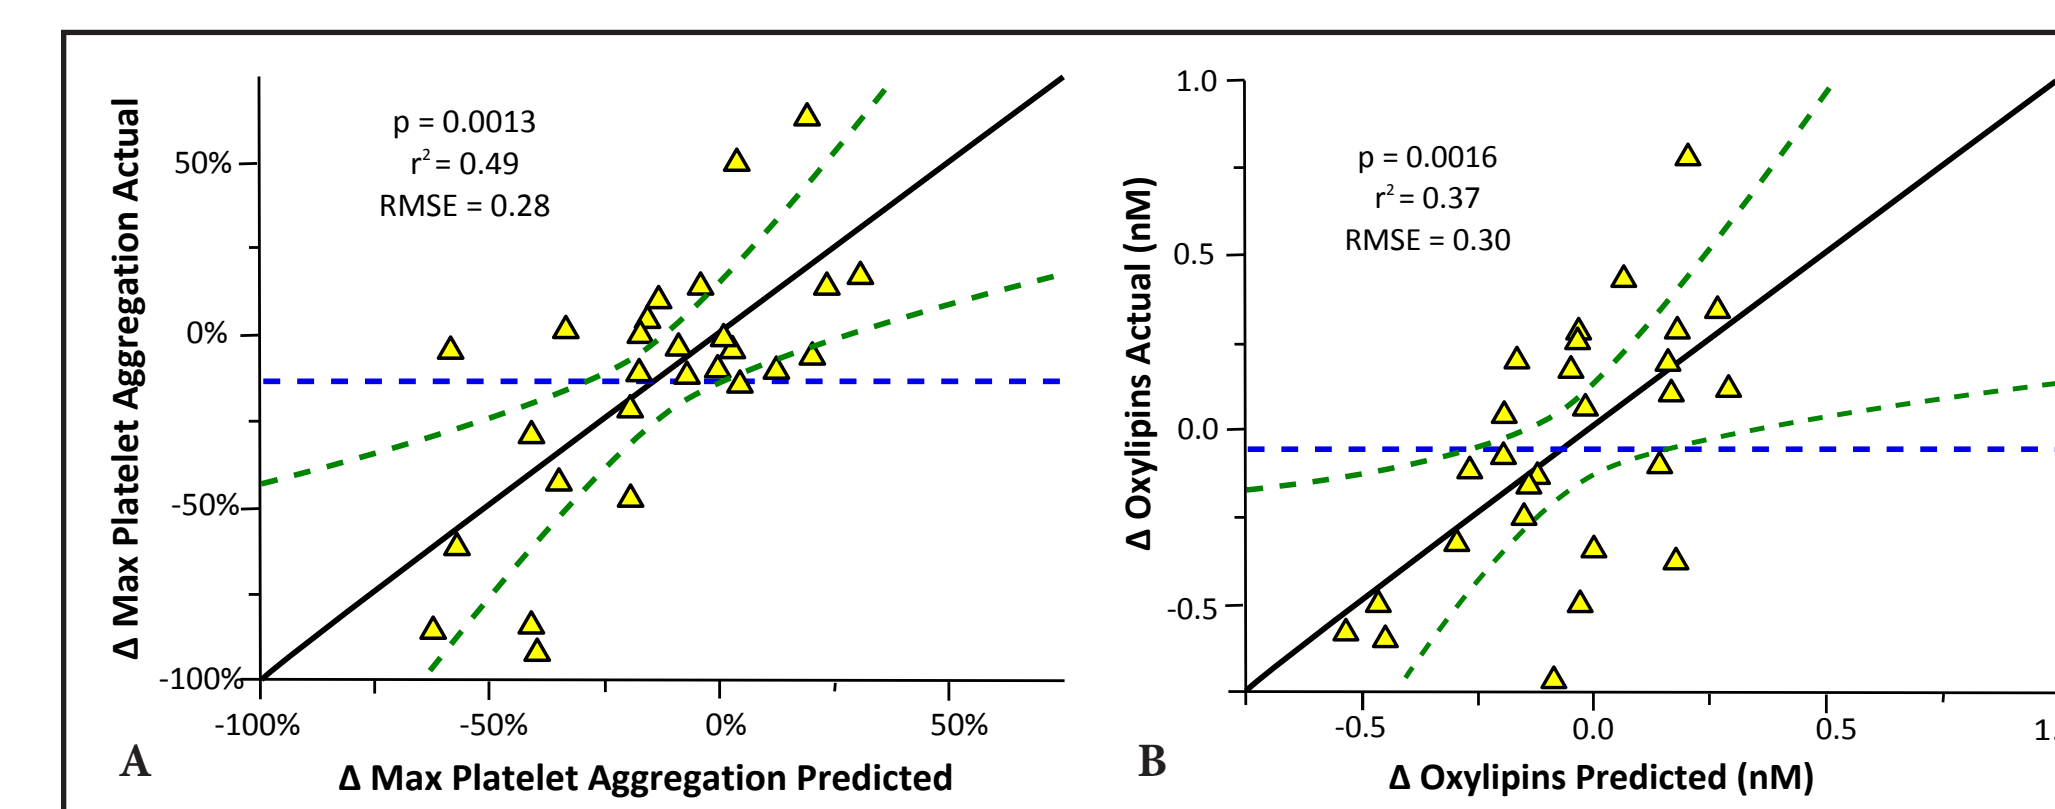 Δ Max Platelet Aggregation Actual
p = 0.0013
r² = 0.49
RMSE = 0.28
50%
0%
-50%
-100%
-100%
-50%
0%
50%
A
Δ Max Platelet Aggregation Predicted
Δ Oxylipins Actual (nM)
p = 0.0016
r² = 0.37
RMSE = 0.30
1.0
0.5
0.0
-0.5
-0.5
0.0
0.5
1.
B
Δ Oxylipins Predicted (nM)